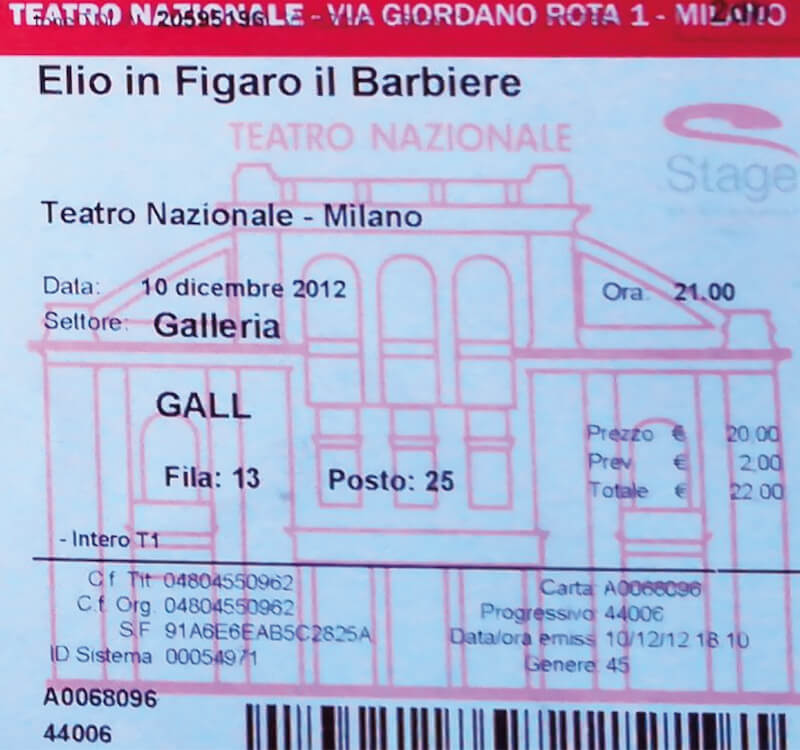 TEATRO NAZIONALE - VIA GIORDANO ROTA 1 - MILANO
20595196
Elio in Figaro il Barbiere
TEATRO NAZIONALE
Stage
Teatro Nazionale - Milano
Data: 10 dicembre 2012 Ora: 21.00
Settore: Galleria
GALL
Prezzo € 20.00
Fila: 13 Posto: 25 Prev € 2.00
Totale € 22.00
- Intero T1
C.f. Tit. 04804550962 Carta A0068096
C.f. Org. 04804550962 Progressivo 44006
S.F. 91A6E6EAB5C2825A Data/ora emiss 10/12/12 18 10
ID Sistema 00054971 Genere 45
A0068096
44006